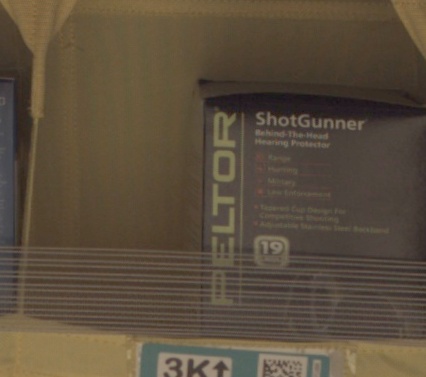 PELTOR
ShotGunner
Behind-The-Head
Hearing Protector
Range
Hunting
Military
Law Enforcement
• Tapered Cup Design For
Competitive Shooting
• Adjustable Stainless Steel Backband
19
3K↑